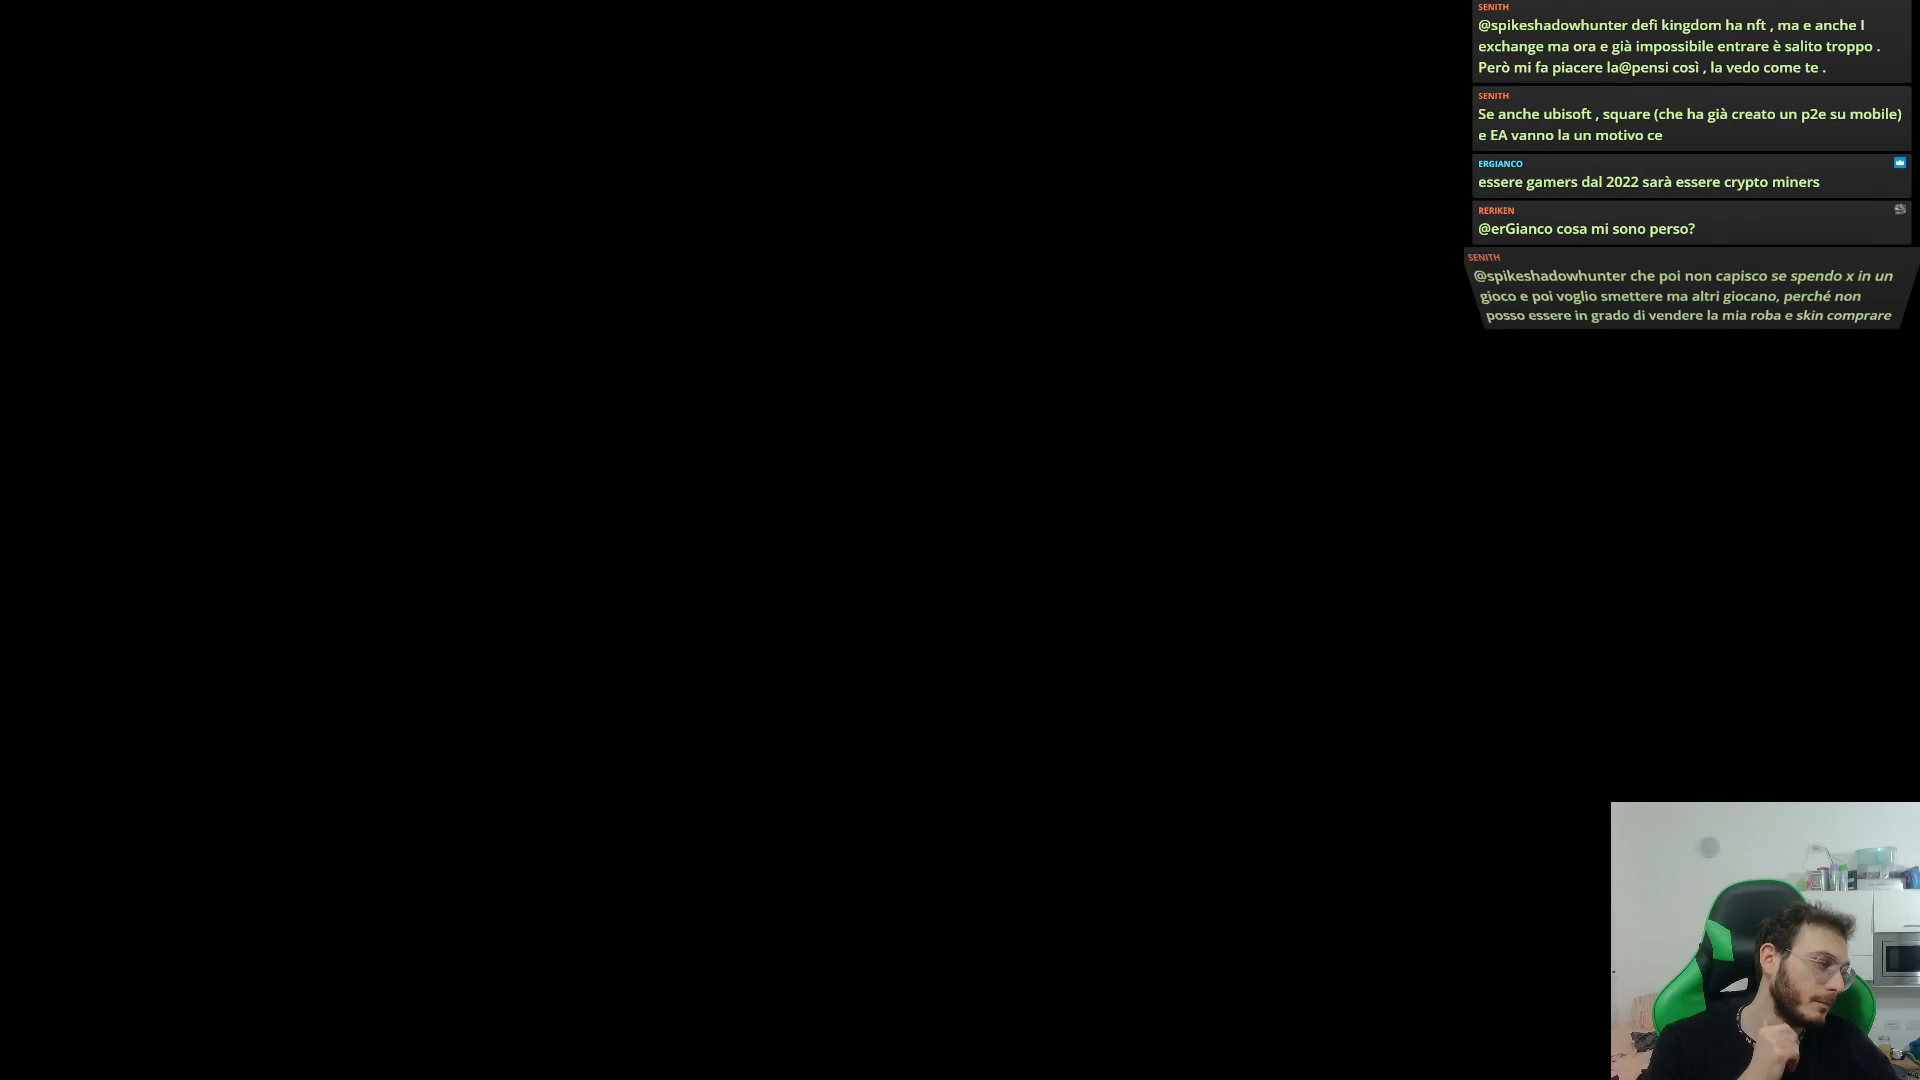 SENITH
@spikeshadowhunter defi kingdom ha nft , ma e anche l
exchange ma ora e già impossibile entrare è salito troppo .
Però mi fa piacere la@pensi così , la vedo come te .
SENITH
Se anche ubisoft , square (che ha già creato un p2e su mobile)
e EA vanno la un motivo ce
ERGIANCO
essere gamers dal 2022 sarà essere crypto miners
RERIKEN
@erGianco cosa mi sono perso?
SENITH
@spikeshadowhunter che poi non capisco se spendo x in un
gioco e poi voglio smettere ma altri giocano, perché non
posso essere in grado di vendere la mia roba e skin comprare